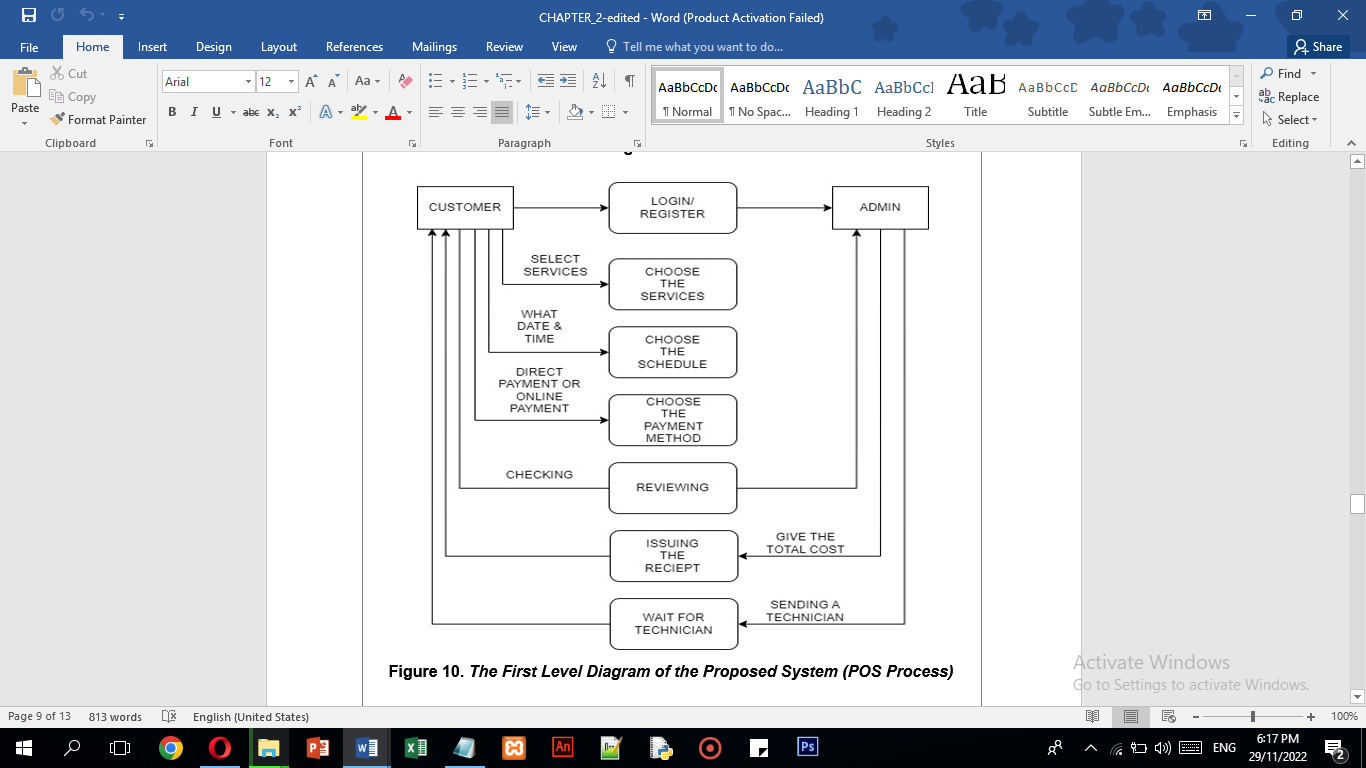 CHAPTER_2-edited - Word (Product Activation Failed)
File Home Insert Design Layout References Mailings Review View Tell me what you want to do... Share
Paste
Cut
Copy
Format Painter
Clipboard
Arial 12
Font
Paragraph
AaBbCcDc AaBbCcDc AaBbC AaBbCcI AaB AaBbCcD AaBbCcDt AaBbCcDt
¶ Normal ¶ No Spac... Heading 1 Heading 2 Title Subtitle Subtle Em... Emphasis
Styles
Find
Replace
Select
Editing
CUSTOMER
LOGIN/
REGISTER
ADMIN
SELECT
SERVICES
CHOOSE
THE
SERVICES
WHAT
DATE &
TIME
CHOOSE
THE
SCHEDULE
DIRECT
PAYMENT OR
ONLINE
PAYMENT
CHOOSE
THE
PAYMENT
METHOD
CHECKING
REVIEWING
ISSUING
THE
RECIEPT
GIVE THE
TOTAL COST
WAIT FOR
TECHNICIAN
SENDING A
TECHNICIAN
Figure 10. The First Level Diagram of the Proposed System (POS Process)
Activate Windows
Go to Settings to activate Windows.
Page 9 of 13 813 words English (United States) 100%
ENG
6:17 PM
29/11/2022
2